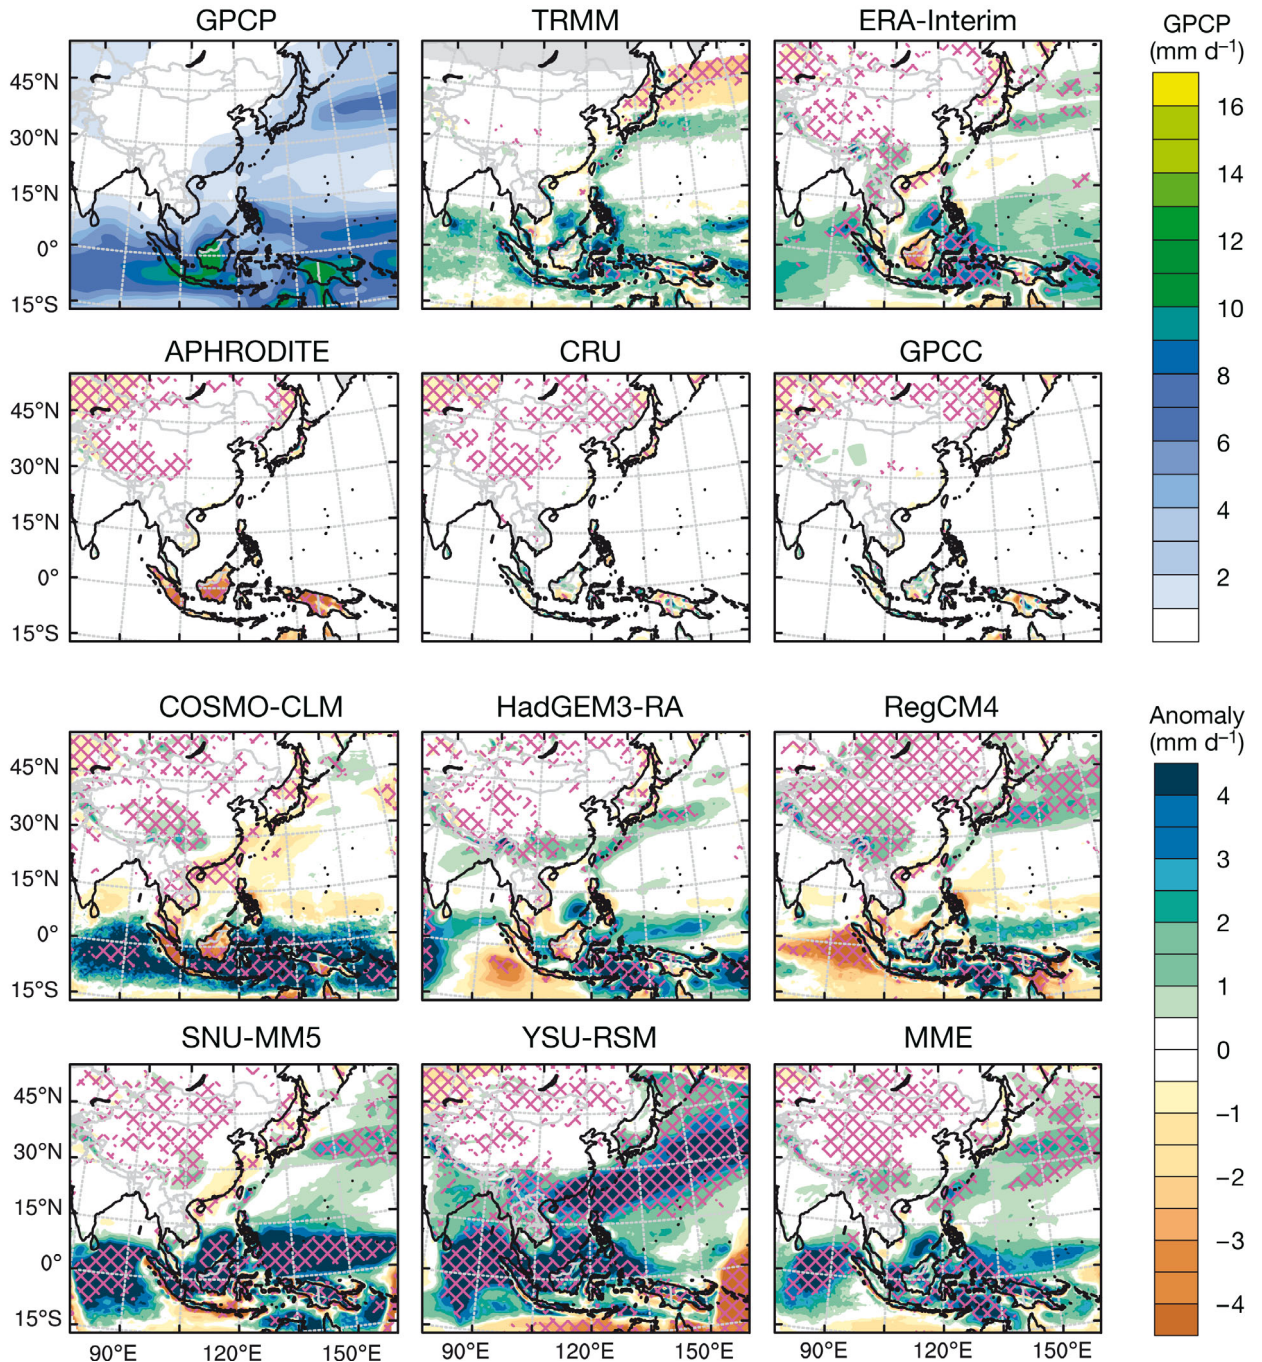 GPCP TRMM ERA-Interim GPCP
(mm d⁻¹)
45°N
30°N
15°N
0°
15°S
16
14
12
10
8
6
4
2
APHRODITE CRU GPCC
45°N
30°N
15°N
0°
15°S
COSMO-CLM HadGEM3-RA RegCM4 Anomaly
(mm d⁻¹)
45°N
30°N
15°N
0°
15°S
4
3
2
1
0
−1
−2
−3
−4
SNU-MM5 YSU-RSM MME
45°N
30°N
15°N
0°
15°S
90°E 120°E 150°E 90°E 120°E 150°E 90°E 120°E 150°E